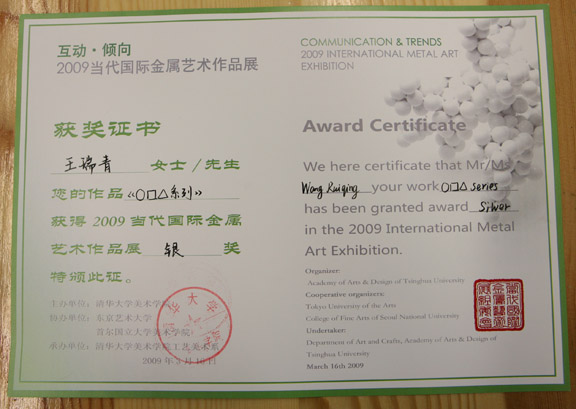 互动·倾向
2009当代国际金属艺术作品展
获奖证书
王瑞青 女士/先生
您的作品《○□△系列》
获得2009当代国际金属
艺术作品展 银 奖
特颁此证。
主办单位：清华大学美术学院
协办单位：东京艺术大学
首尔国立大学美术学院
承办单位：清华大学美术学院工艺美术系
2009年3月16日
COMMUNICATION & TRENDS
2009 INTERNATIONAL METAL ART
EXHIBITION
Award Certificate
We here certificate that Mr/Ms
Wang Ruiqing your work ○□△ series
has been granted award Silver
in the 2009 International Metal
Art Exhibition.
Organizer:
Academy of Arts & Design of Tsinghua University
Cooperative organizers:
Tokyo University of the Arts
College of Fine Arts of Seoul National University
Undertaker:
Department of Art and Crafts, Academy of Arts & Design of
Tsinghua University
March 16th 2009